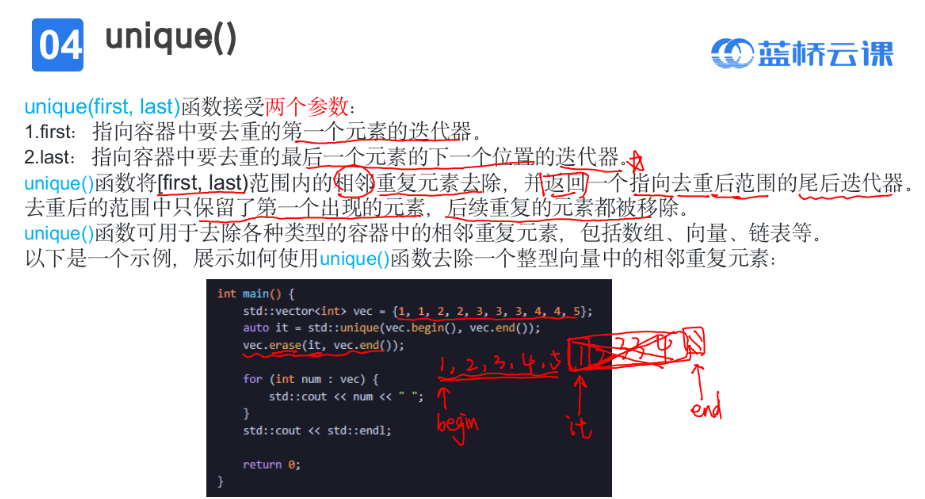 04 unique()
蓝桥云课
unique(first, last)函数接受两个参数：
1.first： 指向容器中要去重的第一个元素的迭代器。
2.last： 指向容器中要去重的最后一个元素的下一个位置的迭代器。
unique()函数将[first, last)范围内的相邻重复元素去除，并返回一个指向去重后范围的尾后迭代器。
去重后的范围中只保留了第一个出现的元素，后续重复的元素都被移除。
unique()函数可用于去除各种类型的容器中的相邻重复元素，包括数组、向量、链表等。
以下是一个示例，展示如何使用unique()函数去除一个整型向量中的相邻重复元素：
int main() {
std::vector<int> vec = {1, 1, 2, 2, 3, 3, 3, 4, 4, 5};
auto it = std::unique(vec.begin(), vec.end());
vec.erase(it, vec.end());
1, 2, 3, 4, 5
for (int num : vec) {
std::cout << num << " ";
}
std::cout << std::endl;
begin
it
end
return 0;
}